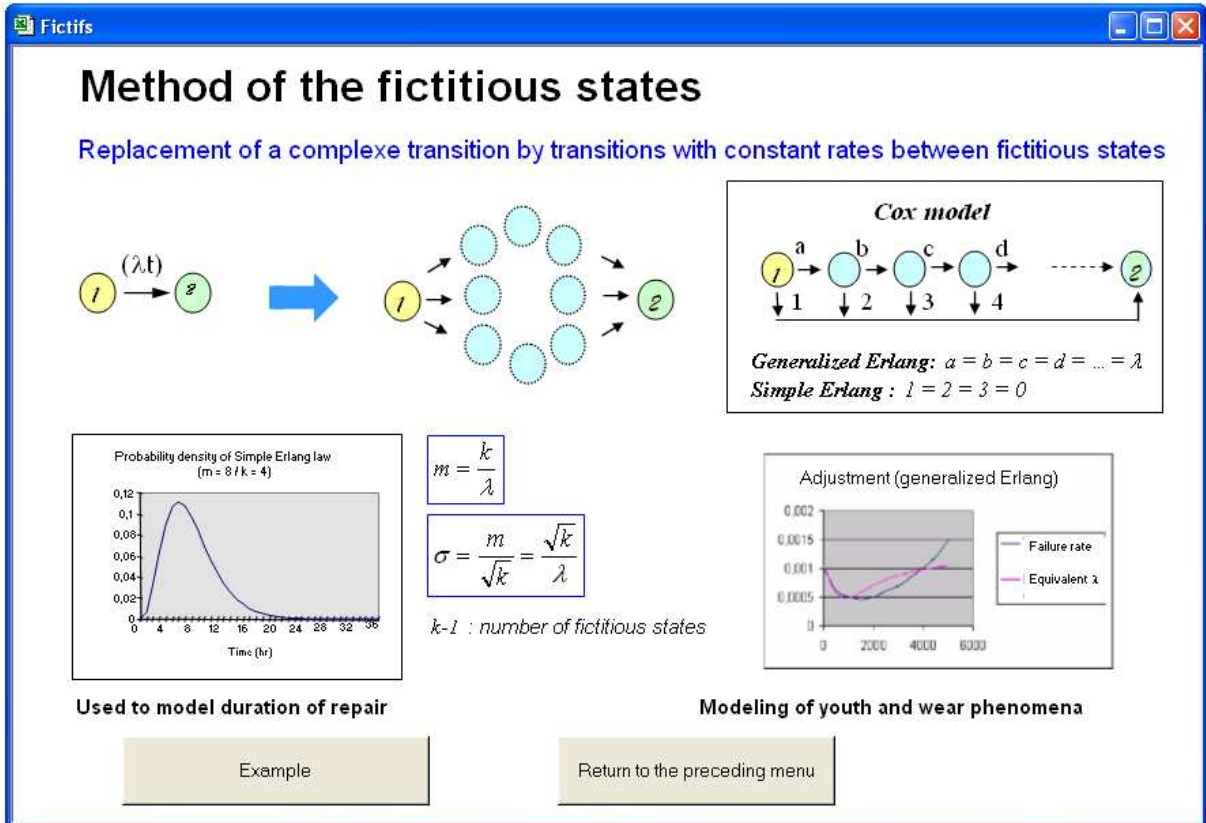 Fictifs
Method of the fictitious states
Replacement of a complexe transition by transitions with constant rates between fictitious states
(λt)
1
2
1
2
Cox model
a b c d
1 2
1 2 3 4
Generalized Erlang: a = b = c = d = ... = λ
Simple Erlang : 1 = 2 = 3 = 0
Probability density of Simple Erlang law
(m = 8 / k = 4)
0,12
0,1
0,08
0,06
0,04
0,02
0
0 4 8 12 16 20 24 28 32 36
Time (hr)
m = k / λ
σ = m / √k = √k / λ
k-1 : number of fictitious states
Adjustment (generalized Erlang)
0,002
0,0015
0,001
0,0005
0
0 2000 4000 6000
Failure rate
Equivalent λ
Used to model duration of repair
Modeling of youth and wear phenomena
Example
Return to the preceding menu